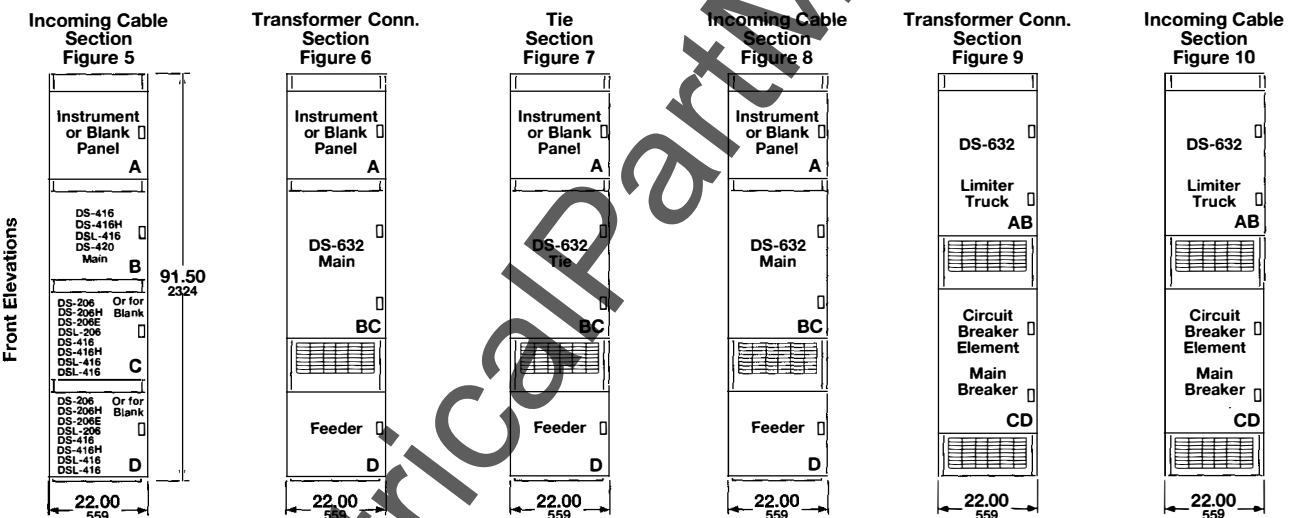 Incoming Cable
Section
Figure 5
Transformer Conn.
Section
Figure 6
Tie
Section
Figure 7
Incoming Cable
Section
Figure 8
Transformer Conn.
Section
Figure 9
Incoming Cable
Section
Figure 10
Front Elevations
Instrument
or Blank
Panel
A
DS-416
DS-416H
DSL-416
DS-420
Main
B
DS-206
DS-206H
DS-206E
DSL-206
DS-416
DS-416H
DSL-416
DSL-416
Or for
Blank
C
DS-206
DS-206H
DS-206E
DSL-206
DS-416
DS-416H
DSL-416
DSL-416
Or for
Blank
D
91.50
2324
22.00
559
Instrument
or Blank
Panel
A
DS-632
Main
BC
Feeder
D
22.00
559
Instrument
or Blank
Panel
A
DS-632
Tie
BC
Feeder
D
22.00
559
Instrument
or Blank
Panel
A
DS-632
Main
BC
Feeder
D
22.00
559
DS-632
Limiter
Truck
AB
Circuit
Breaker
Element
Main
Breaker
CD
22.00
559
DS-632
Limiter
Truck
AB
Circuit
Breaker
Element
Main
Breaker
CD
22.00
559